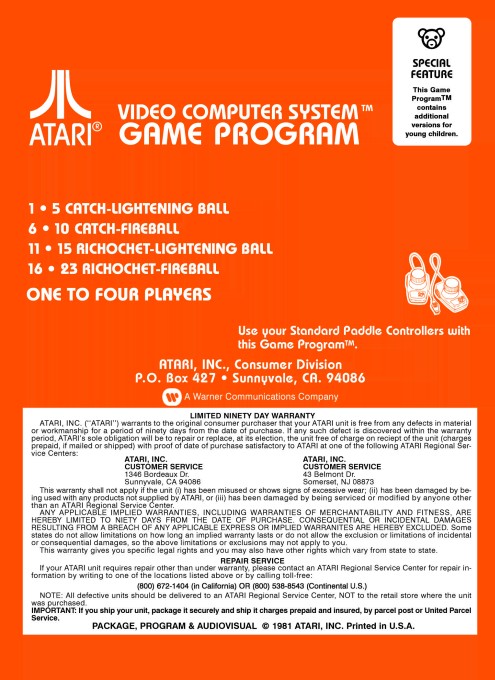 SPECIAL
FEATURE
This Game
Program™
contains
additional
versions for
young children.
ATARI®
VIDEO COMPUTER SYSTEM™
GAME PROGRAM
1 • 5 CATCH-LIGHTENING BALL
6 • 10 CATCH-FIREBALL
11 • 15 RICHOCHET-LIGHTENING BALL
16 • 23 RICHOCHET-FIREBALL
ONE TO FOUR PLAYERS
Use your Standard Paddle Controllers with
this Game Program™.
ATARI, INC., Consumer Division
P.O. Box 427 • Sunnyvale, CA. 94086
A Warner Communications Company
LIMITED NINETY DAY WARRANTY
ATARI, INC. ("ATARI") warrants to the original consumer purchaser that your ATARI unit is free from any defects in material
or workmanship for a period of ninety days from the date of purchase. If any such defect is discovered within the warranty
period, ATARI's sole obligation will be to repair or replace, at its election, the unit free of charge on reciept of the unit (charges
prepaid, if mailed or shipped) with proof of date of purchase satisfactory to ATARI at one of the following ATARI Regional Ser-
vice Centers:
ATARI, INC.
CUSTOMER SERVICE
1346 Bordeaux Dr.
Sunnyvale, CA 94086
ATARI, INC.
CUSTOMER SERVICE
43 Belmont Dr.
Somerset, NJ 08873
This warranty shall not apply if the unit (i) has been misused or shows signs of excessive wear; (ii) has been damaged by be-
ing used with any products not supplied by ATARI, or (iii) has been damaged by being serviced or modified by anyone other
than an ATARI Regional Service Center.
ANY APPLICABLE IMPLIED WARRANTIES, INCLUDING WARRANTIES OF MERCHANTABILITY AND FITNESS, ARE
HEREBY LIMITED TO NIETY DAYS FROM THE DATE OF PURCHASE. CONSEQUENTIAL OR INCIDENTAL DAMAGES
RESULTING FROM A BREACH OF ANY APPLICABLE EXPRESS OR IMPLIED WARRANITES ARE HEREBY EXCLUDED. Some
states do not allow limitations on how long an implied warranty lasts or do not allow the exclusion or limitations of incidental
or consequential damages, so the above limitations or exclusions may not apply to you.
This warranty gives you specific legal rights and you may also have other rights which vary from state to state.
REPAIR SERVICE
If your ATARI unit requires repair other than under warranty, please contact an ATARI Regional Service Center for repair in-
formation by writing to one of the locations listed above or by calling toll-free:
(800) 672-1404 (in California) OR (800) 538-8543 (Continental U.S.)
NOTE: All defective units should be delivered to an ATARI Regional Service Center, NOT to the retail store where the unit
was purchased.
IMPORTANT: If you ship your unit, package it securely and ship it charges prepaid and insured, by parcel post or United Parcel
Service.
PACKAGE, PROGRAM & AUDIOVISUAL © 1981 ATARI, INC. Printed in U.S.A.